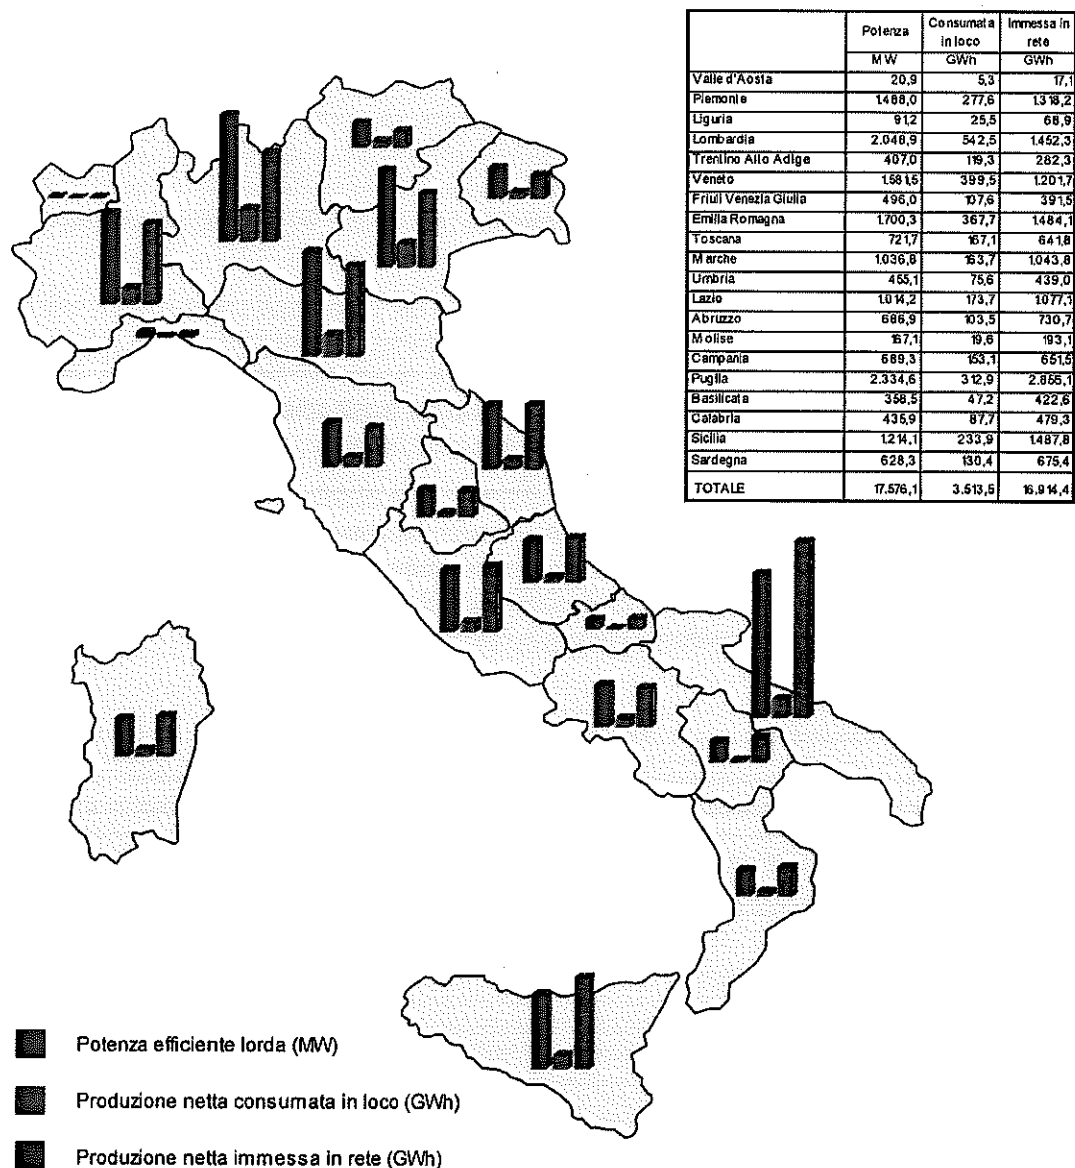 Potenza Consumata in loco Immessa in rete
MW GWh GWh
Valle d'Aosta 20,9 5,3 17,1
Piemonte 1.488,0 277,6 1.318,2
Liguria 91,2 25,5 68,9
Lombardia 2.048,9 542,5 1.452,3
Trentino Alto Adige 407,0 119,3 282,3
Veneto 1.581,5 399,5 1.201,7
Friuli Venezia Giulia 496,0 107,6 391,5
Emilia Romagna 1.700,3 367,7 1.484,1
Toscana 721,7 167,1 641,8
Marche 1.036,8 163,7 1.043,8
Umbria 455,1 75,6 439,0
Lazio 1.014,2 173,7 1.077,1
Abruzzo 686,9 103,5 730,7
Molise 167,1 19,6 193,1
Campania 689,3 153,1 651,5
Puglia 2.334,6 312,9 2.855,1
Basilicata 358,5 47,2 422,6
Calabria 435,9 87,7 479,3
Sicilia 1.214,1 233,9 1.487,8
Sardegna 628,3 130,4 675,4
TOTALE 17.576,1 3.513,5 16.914,4
Potenza efficiente lorda (MW)
Produzione netta consumata in loco (GWh)
Produzione netta immessa in rete (GWh)